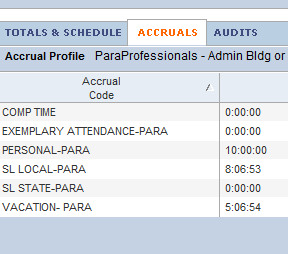 TOTALS & SCHEDULE ACCRUALS AUDITS
Accrual Profile ParaProfessionals - Admin Bldg or
Accrual
Code
COMP TIME 0:00:00
EXEMPLARY ATTENDANCE-PARA 0:00:00
PERSONAL-PARA 10:00:00
SL LOCAL-PARA 8:06:53
SL STATE-PARA 0:00:00
VACATION- PARA 5:06:54